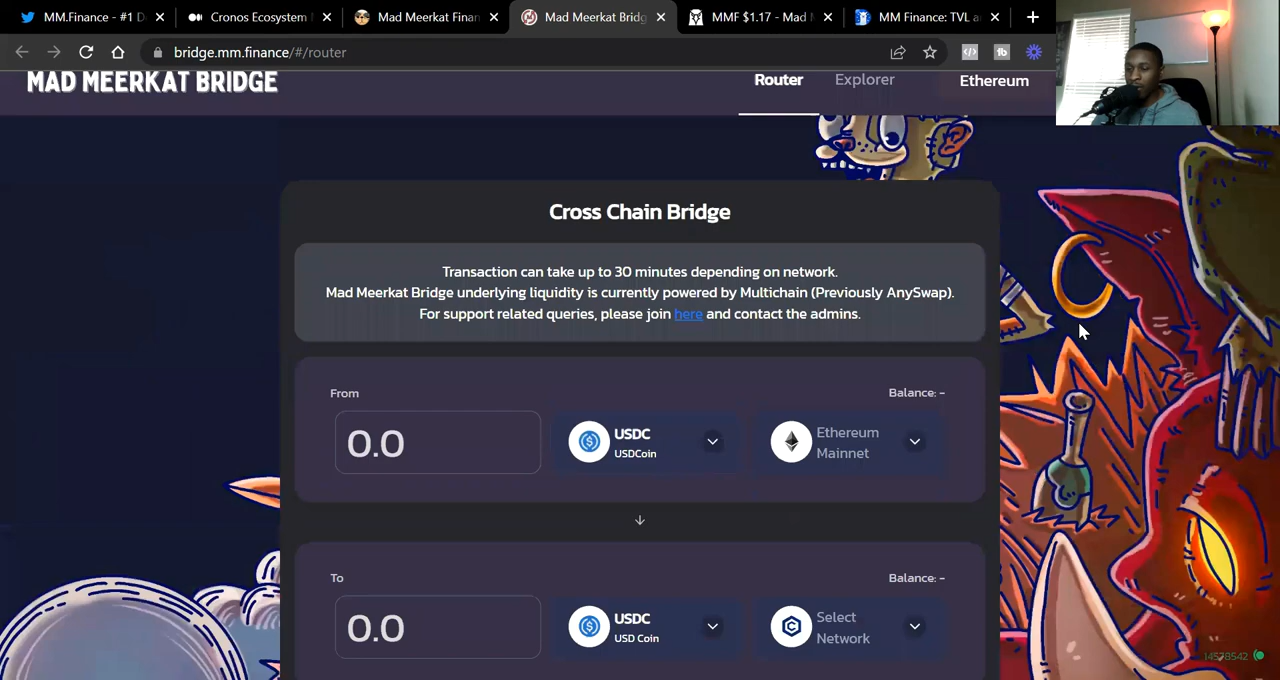 MM.Finance - #1 D
Cronos Ecosystem
Mad Meerkat Finan
Mad Meerkat Bridg
MMF $1.17 - Mad
MM Finance: TVL a
bridge.mm.finance/#/router
MAD MEERKAT BRIDGE
Router
Explorer
Ethereum
Cross Chain Bridge
Transaction can take up to 30 minutes depending on network.
Mad Meerkat Bridge underlying liquidity is currently powered by Multichain (Previously AnySwap).
For support related queries, please join here and contact the admins.
From
Balance: -
0.0
USDC
USDCoin
Ethereum
Mainnet
To
Balance: -
0.0
USDC
USD Coin
Select
Network
14578542